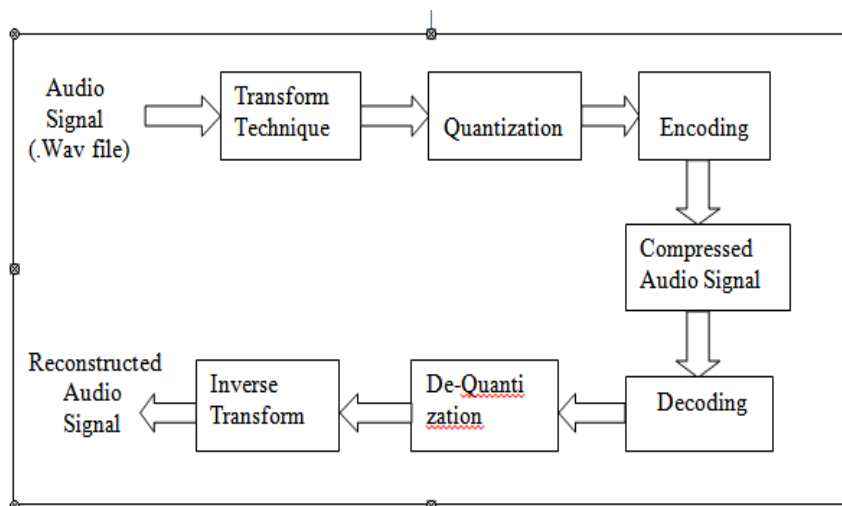 Audio
Signal
(.Wav file)
Transform
Technique
Quantization
Encoding
Compressed
Audio Signal
Decoding
De-Quanti
zation
Inverse
Transform
Reconstructed
Audio
Signal